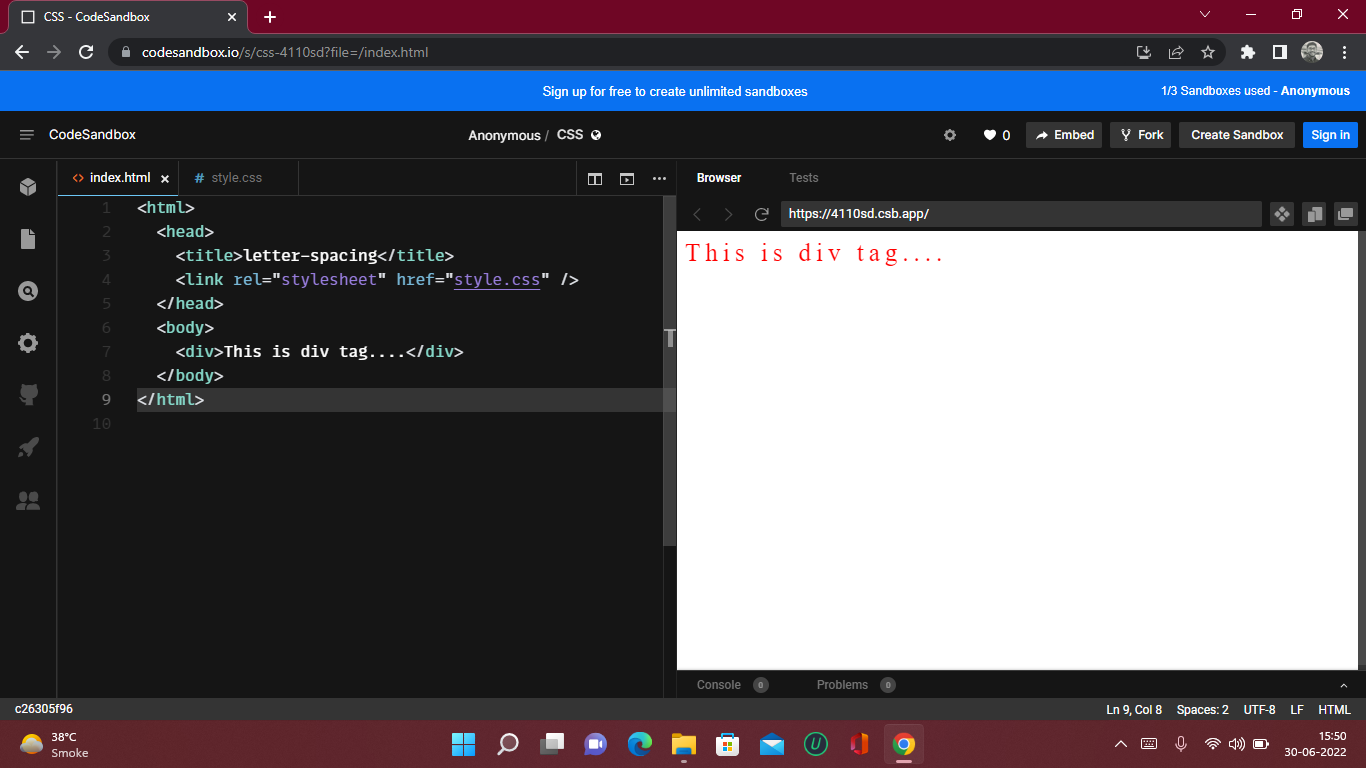 CSS - CodeSandbox
codesandbox.io/s/css-4110sd?file=/index.html
Sign up for free to create unlimited sandboxes
1/3 Sandboxes used - Anonymous
CodeSandbox
Anonymous / CSS
0
Embed
Fork
Create Sandbox
Sign in
<> index.html
# style.css
Browser
Tests
https://4110sd.csb.app/
1 <html>
2 <head>
3 <title>letter-spacing</title>
4 <link rel="stylesheet" href="style.css" />
5 </head>
6 <body>
7 <div>This is div tag....</div>
8 </body>
9 </html>
10
This is div tag....
Console 0
Problems 0
c26305f96
Ln 9, Col 8
Spaces: 2
UTF-8
LF
HTML
38°C
Smoke
U
15:50
30-06-2022